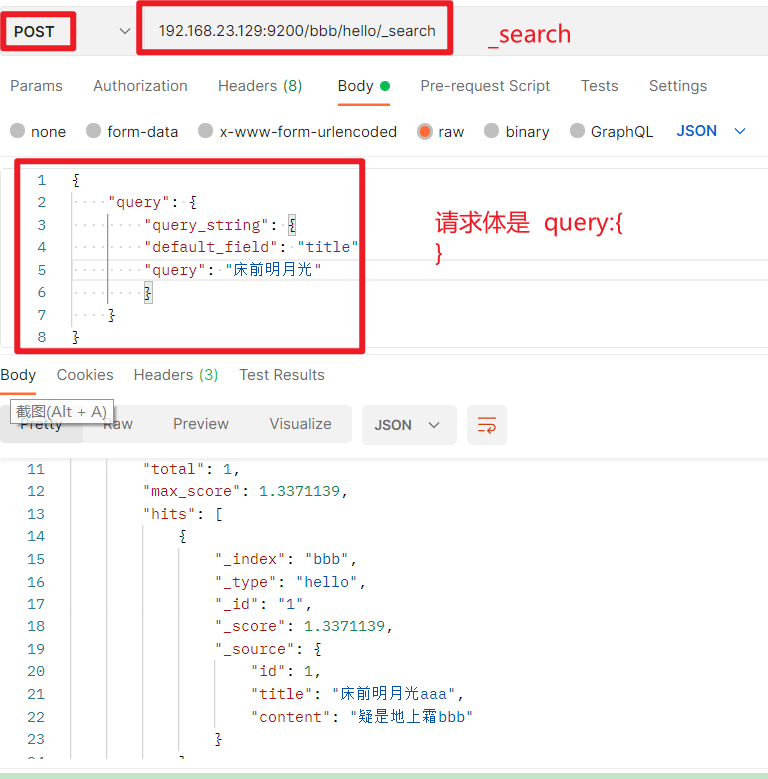 POST 192.168.23.129:9200/bbb/hello/_search _search
Params Authorization Headers (8) Body Pre-request Script Tests Settings
none form-data x-www-form-urlencoded raw binary GraphQL JSON
1 {
2 "query": {
3 "query_string": {
4 "default_field": "title"
5 "query": "床前明月光"
6 }
7 }
8 }
请求体是 query:{
}
Body Cookies Headers (3) Test Results
截图(Alt + A)
Pretty Raw Preview Visualize JSON
11 "total": 1,
12 "max_score": 1.3371139,
13 "hits": [
14 {
15 "_index": "bbb",
16 "_type": "hello",
17 "_id": "1",
18 "_score": 1.3371139,
19 "_source": {
20 "id": 1,
21 "title": "床前明月光aaa",
22 "content": "疑是地上霜bbb"
23 }